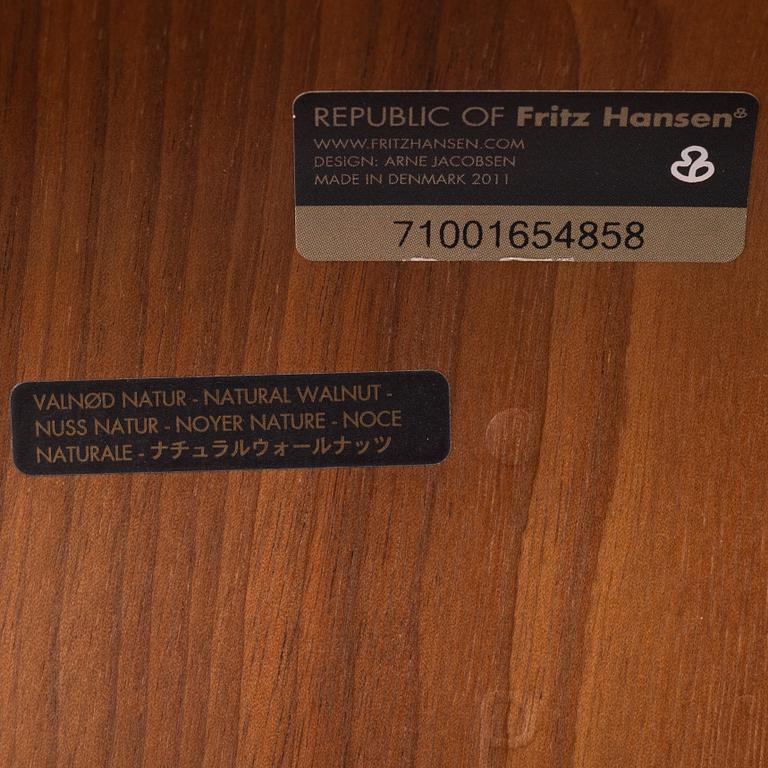 REPUBLIC OF Fritz Hansen
WWW.FRITZHANSEN.COM
DESIGN: ARNE JACOBSEN
MADE IN DENMARK 2011
71001654858
VALNØD NATUR - NATURAL WALNUT -
NUSS NATUR - NOYER NATURE - NOCE
NATURALE - ナチュラルウォールナッツ